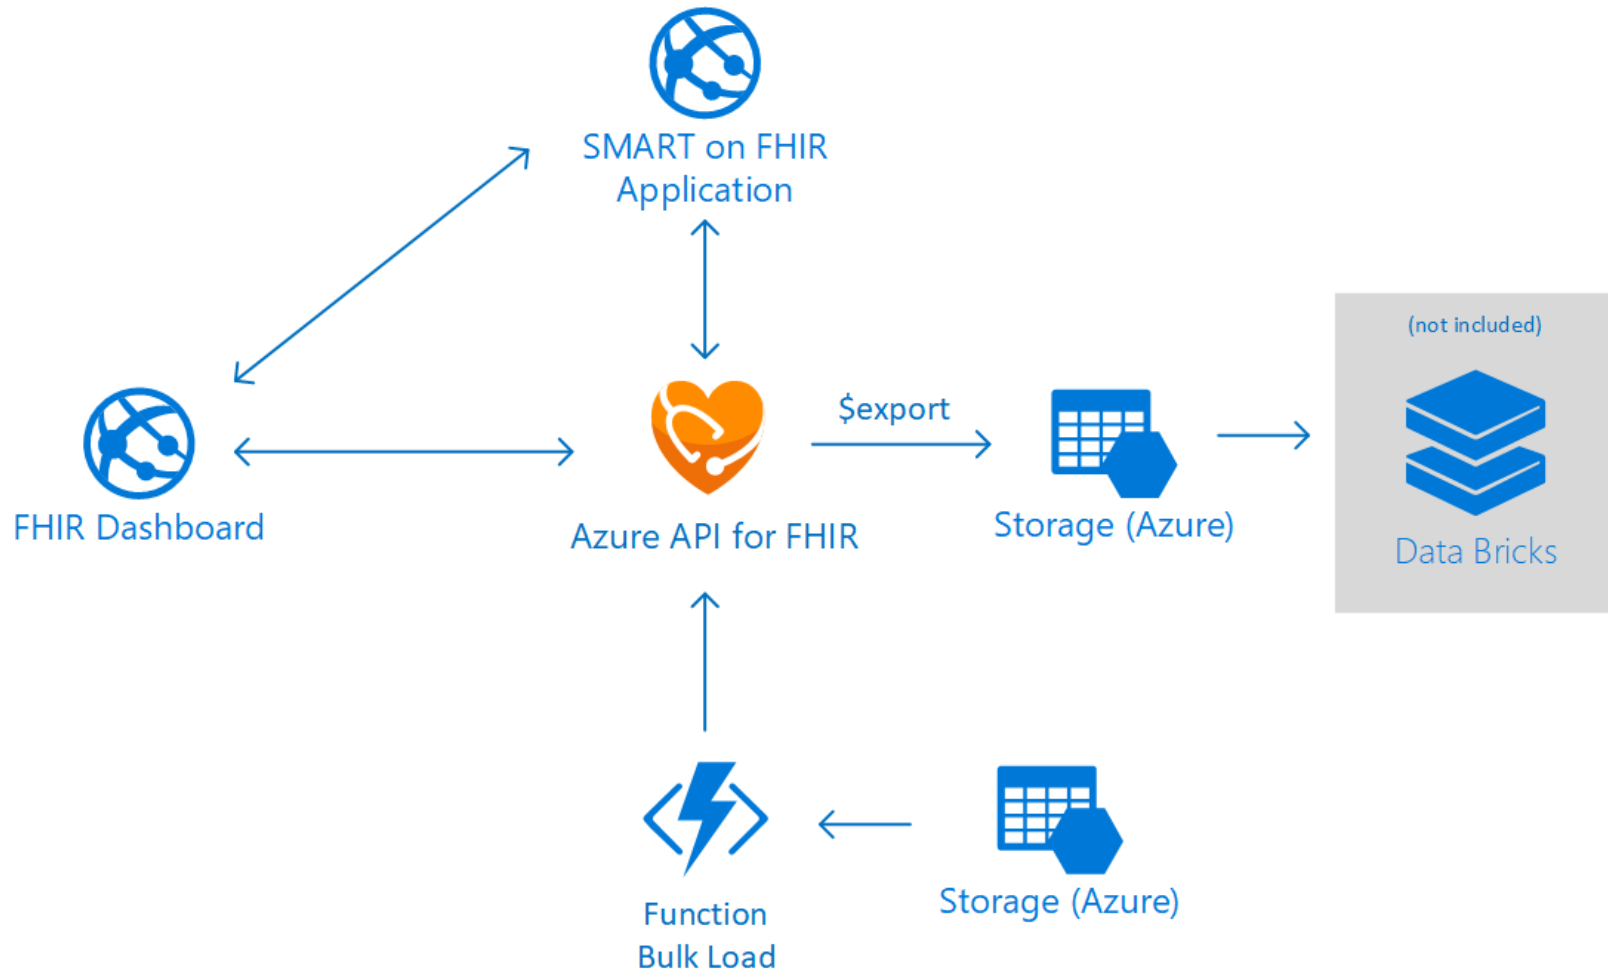 SMART on FHIR
Application
(not included)
$export
FHIR Dashboard
Azure API for FHIR
Storage (Azure)
Data Bricks
Function
Bulk Load
Storage (Azure)